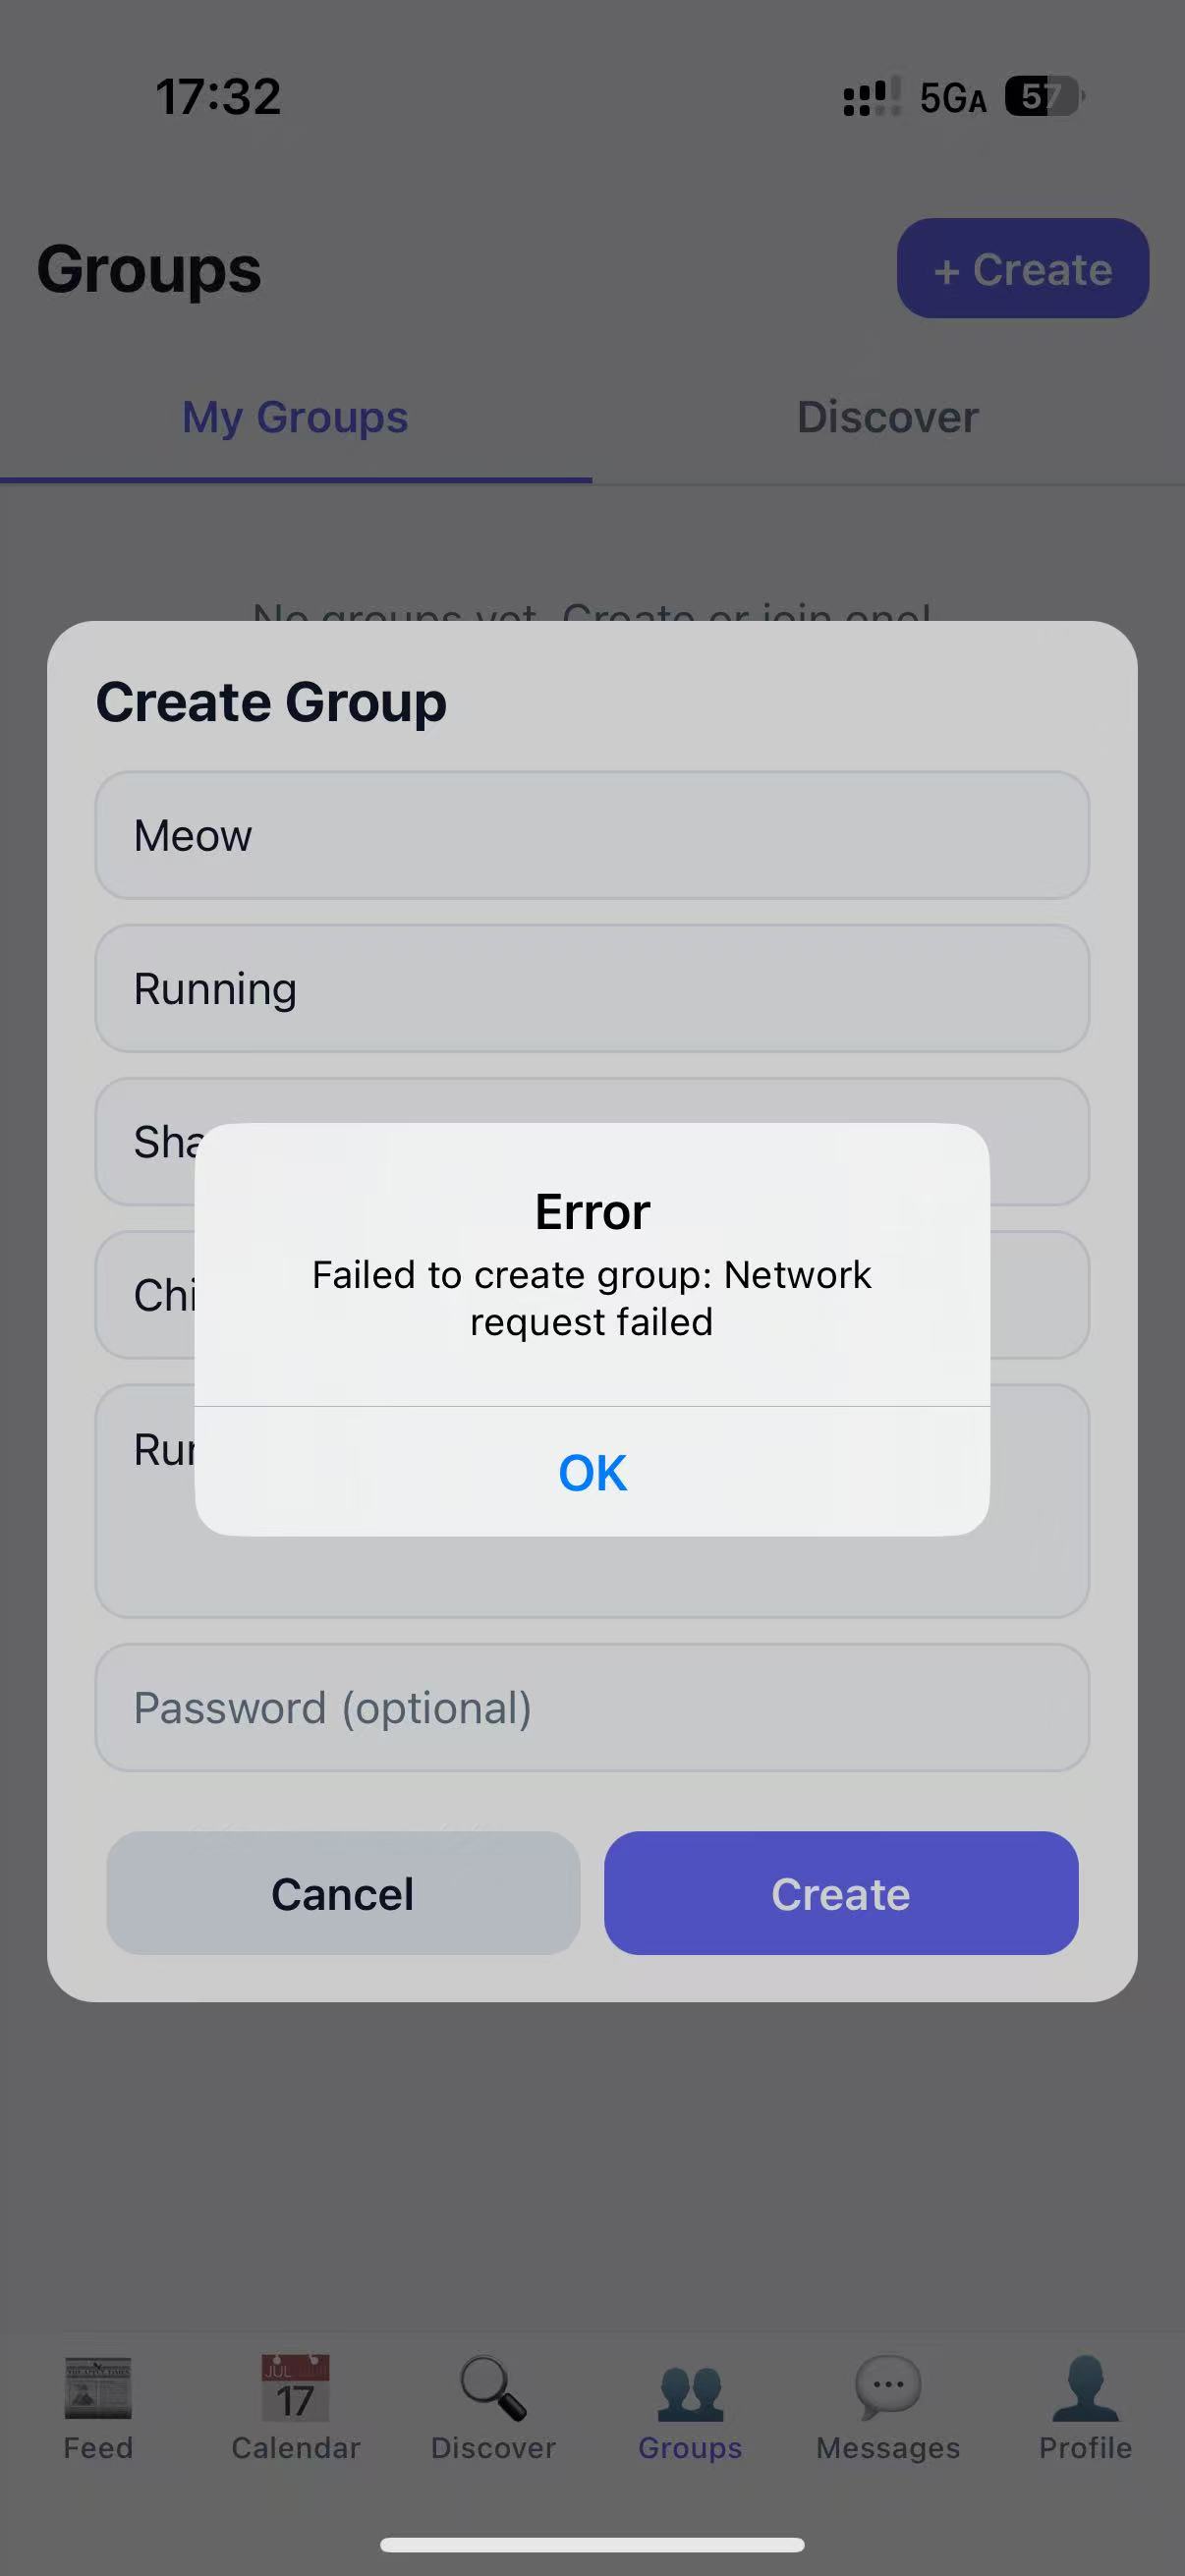 17:32
5GA
57
Groups
+ Create
My Groups
Discover
No groups yet. Create or join one!
Create Group
Meow
Running
Sha
Chi
Error
Failed to create group: Network
request failed
OK
Password (optional)
Cancel
Create
JUL
17
Feed
Calendar
Discover
Groups
Messages
Profile